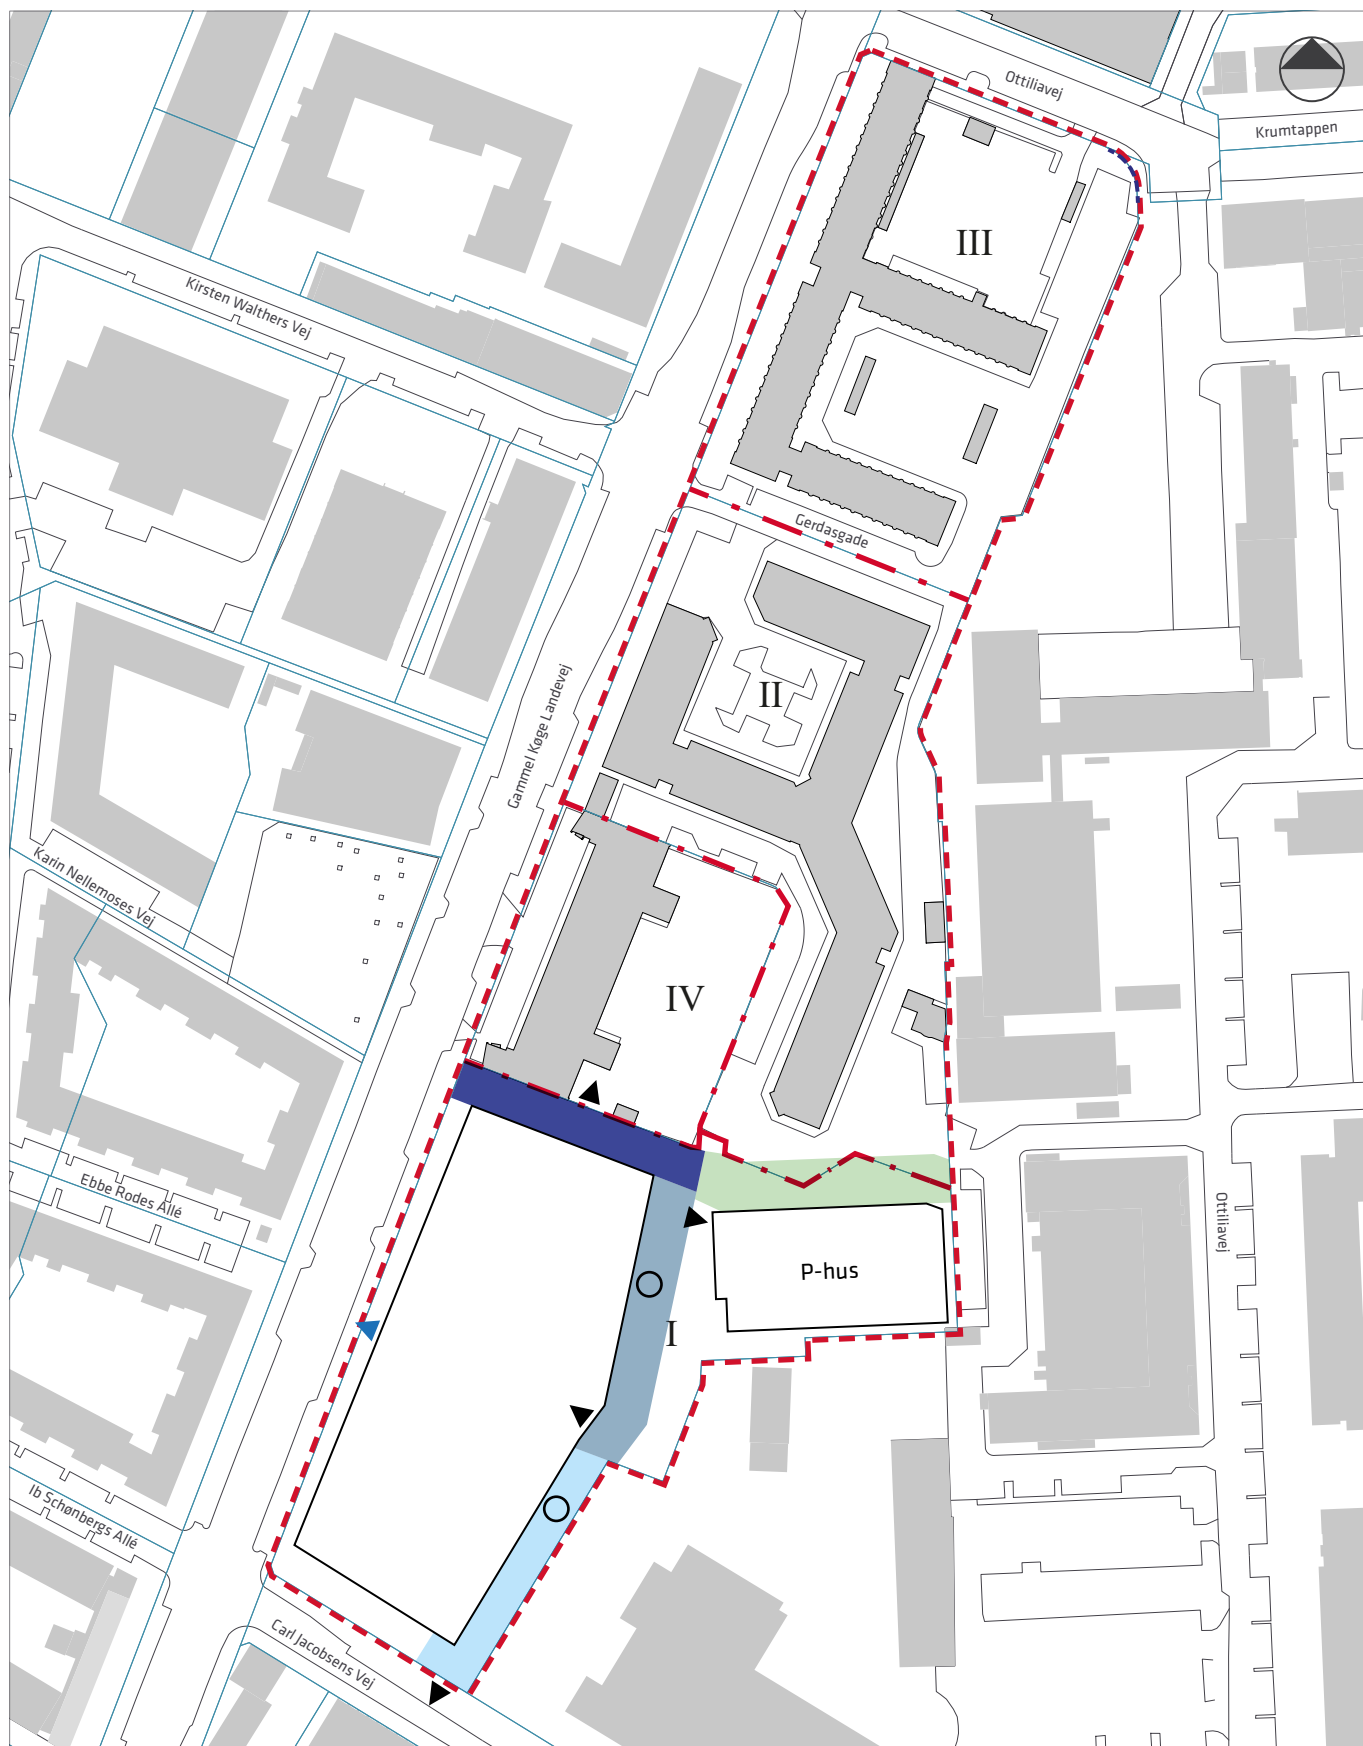 Ottiliavej
Krumtappen
III
Kirsten Walthers Vej
Gerdasgade
II
Gammel Køge Landevej
Karin Nellemoses Vej
IV
Ebbe Rodes Allé
Ottiliavej
P-hus
I
Ib Schønbergs Allé
Carl Jacobsens Vej